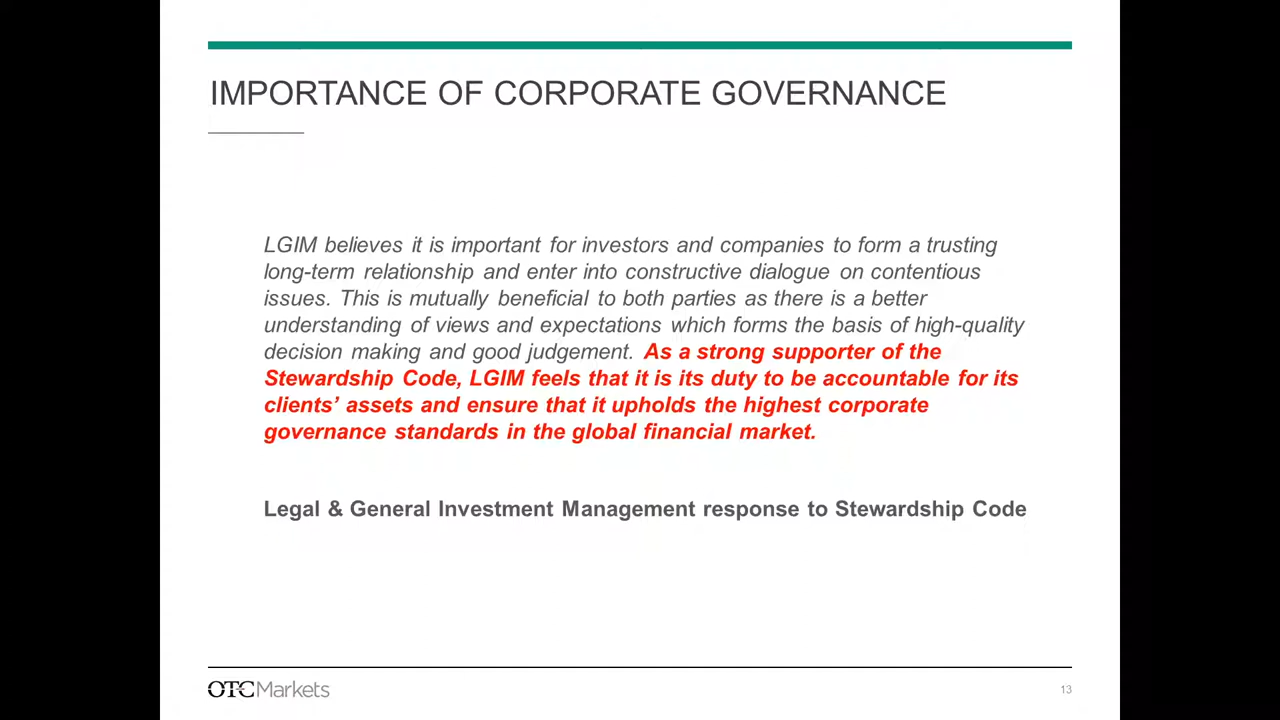 IMPORTANCE OF CORPORATE GOVERNANCE
LGIM believes it is important for investors and companies to form a trusting
long-term relationship and enter into constructive dialogue on contentious
issues. This is mutually beneficial to both parties as there is a better
understanding of views and expectations which forms the basis of high-quality
decision making and good judgement. As a strong supporter of the
Stewardship Code, LGIM feels that it is its duty to be accountable for its
clients’ assets and ensure that it upholds the highest corporate
governance standards in the global financial market.
Legal & General Investment Management response to Stewardship Code
OTC Markets
13